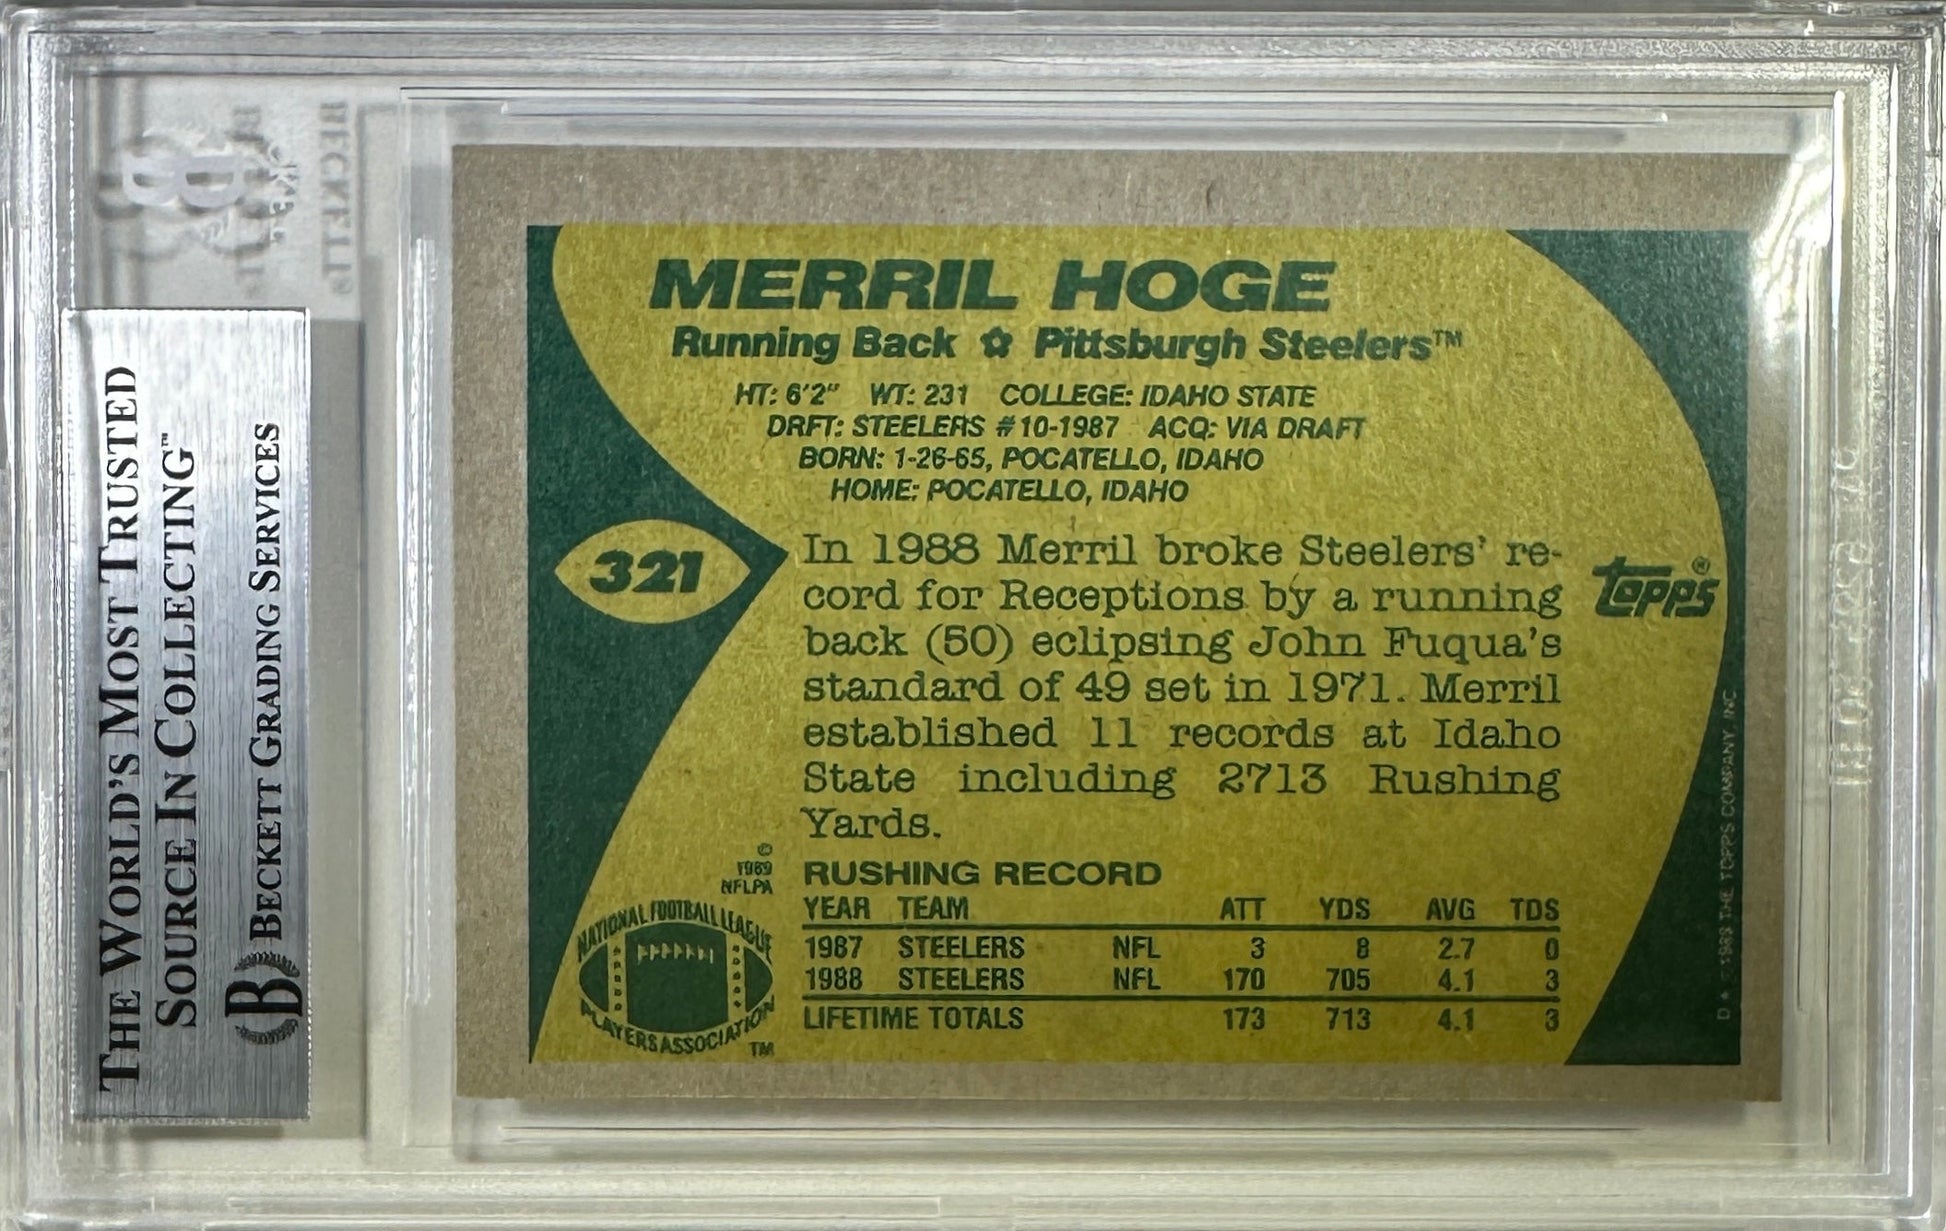 THE WORLD'S MOST TRUSTED
SOURCE IN COLLECTING™
B BECKETT GRADING SERVICES
BECKETT
MERRIL HOGE
Running Back ✩ Pittsburgh Steelers™
HT: 6'2" WT: 231 COLLEGE: IDAHO STATE
DRFT: STEELERS #10-1987 ACQ: VIA DRAFT
BORN: 1-26-65, POCATELLO, IDAHO
HOME: POCATELLO, IDAHO
321
In 1988 Merril broke Steelers' re-
cord for Receptions by a running
back (50) eclipsing John Fuqua's
standard of 49 set in 1971. Merril
established 11 records at Idaho
State including 2713 Rushing
Yards.
topps®
© 1989 NFLPA
NATIONAL FOOTBALL LEAGUE
PLAYERS ASSOCIATION
TM
RUSHING RECORD
YEAR TEAM ATT YDS AVG TDS
1987 STEELERS NFL 3 8 2.7 0
1988 STEELERS NFL 170 705 4.1 3
LIFETIME TOTALS 173 713 4.1 3
THE TOPPS COMPANY, INC